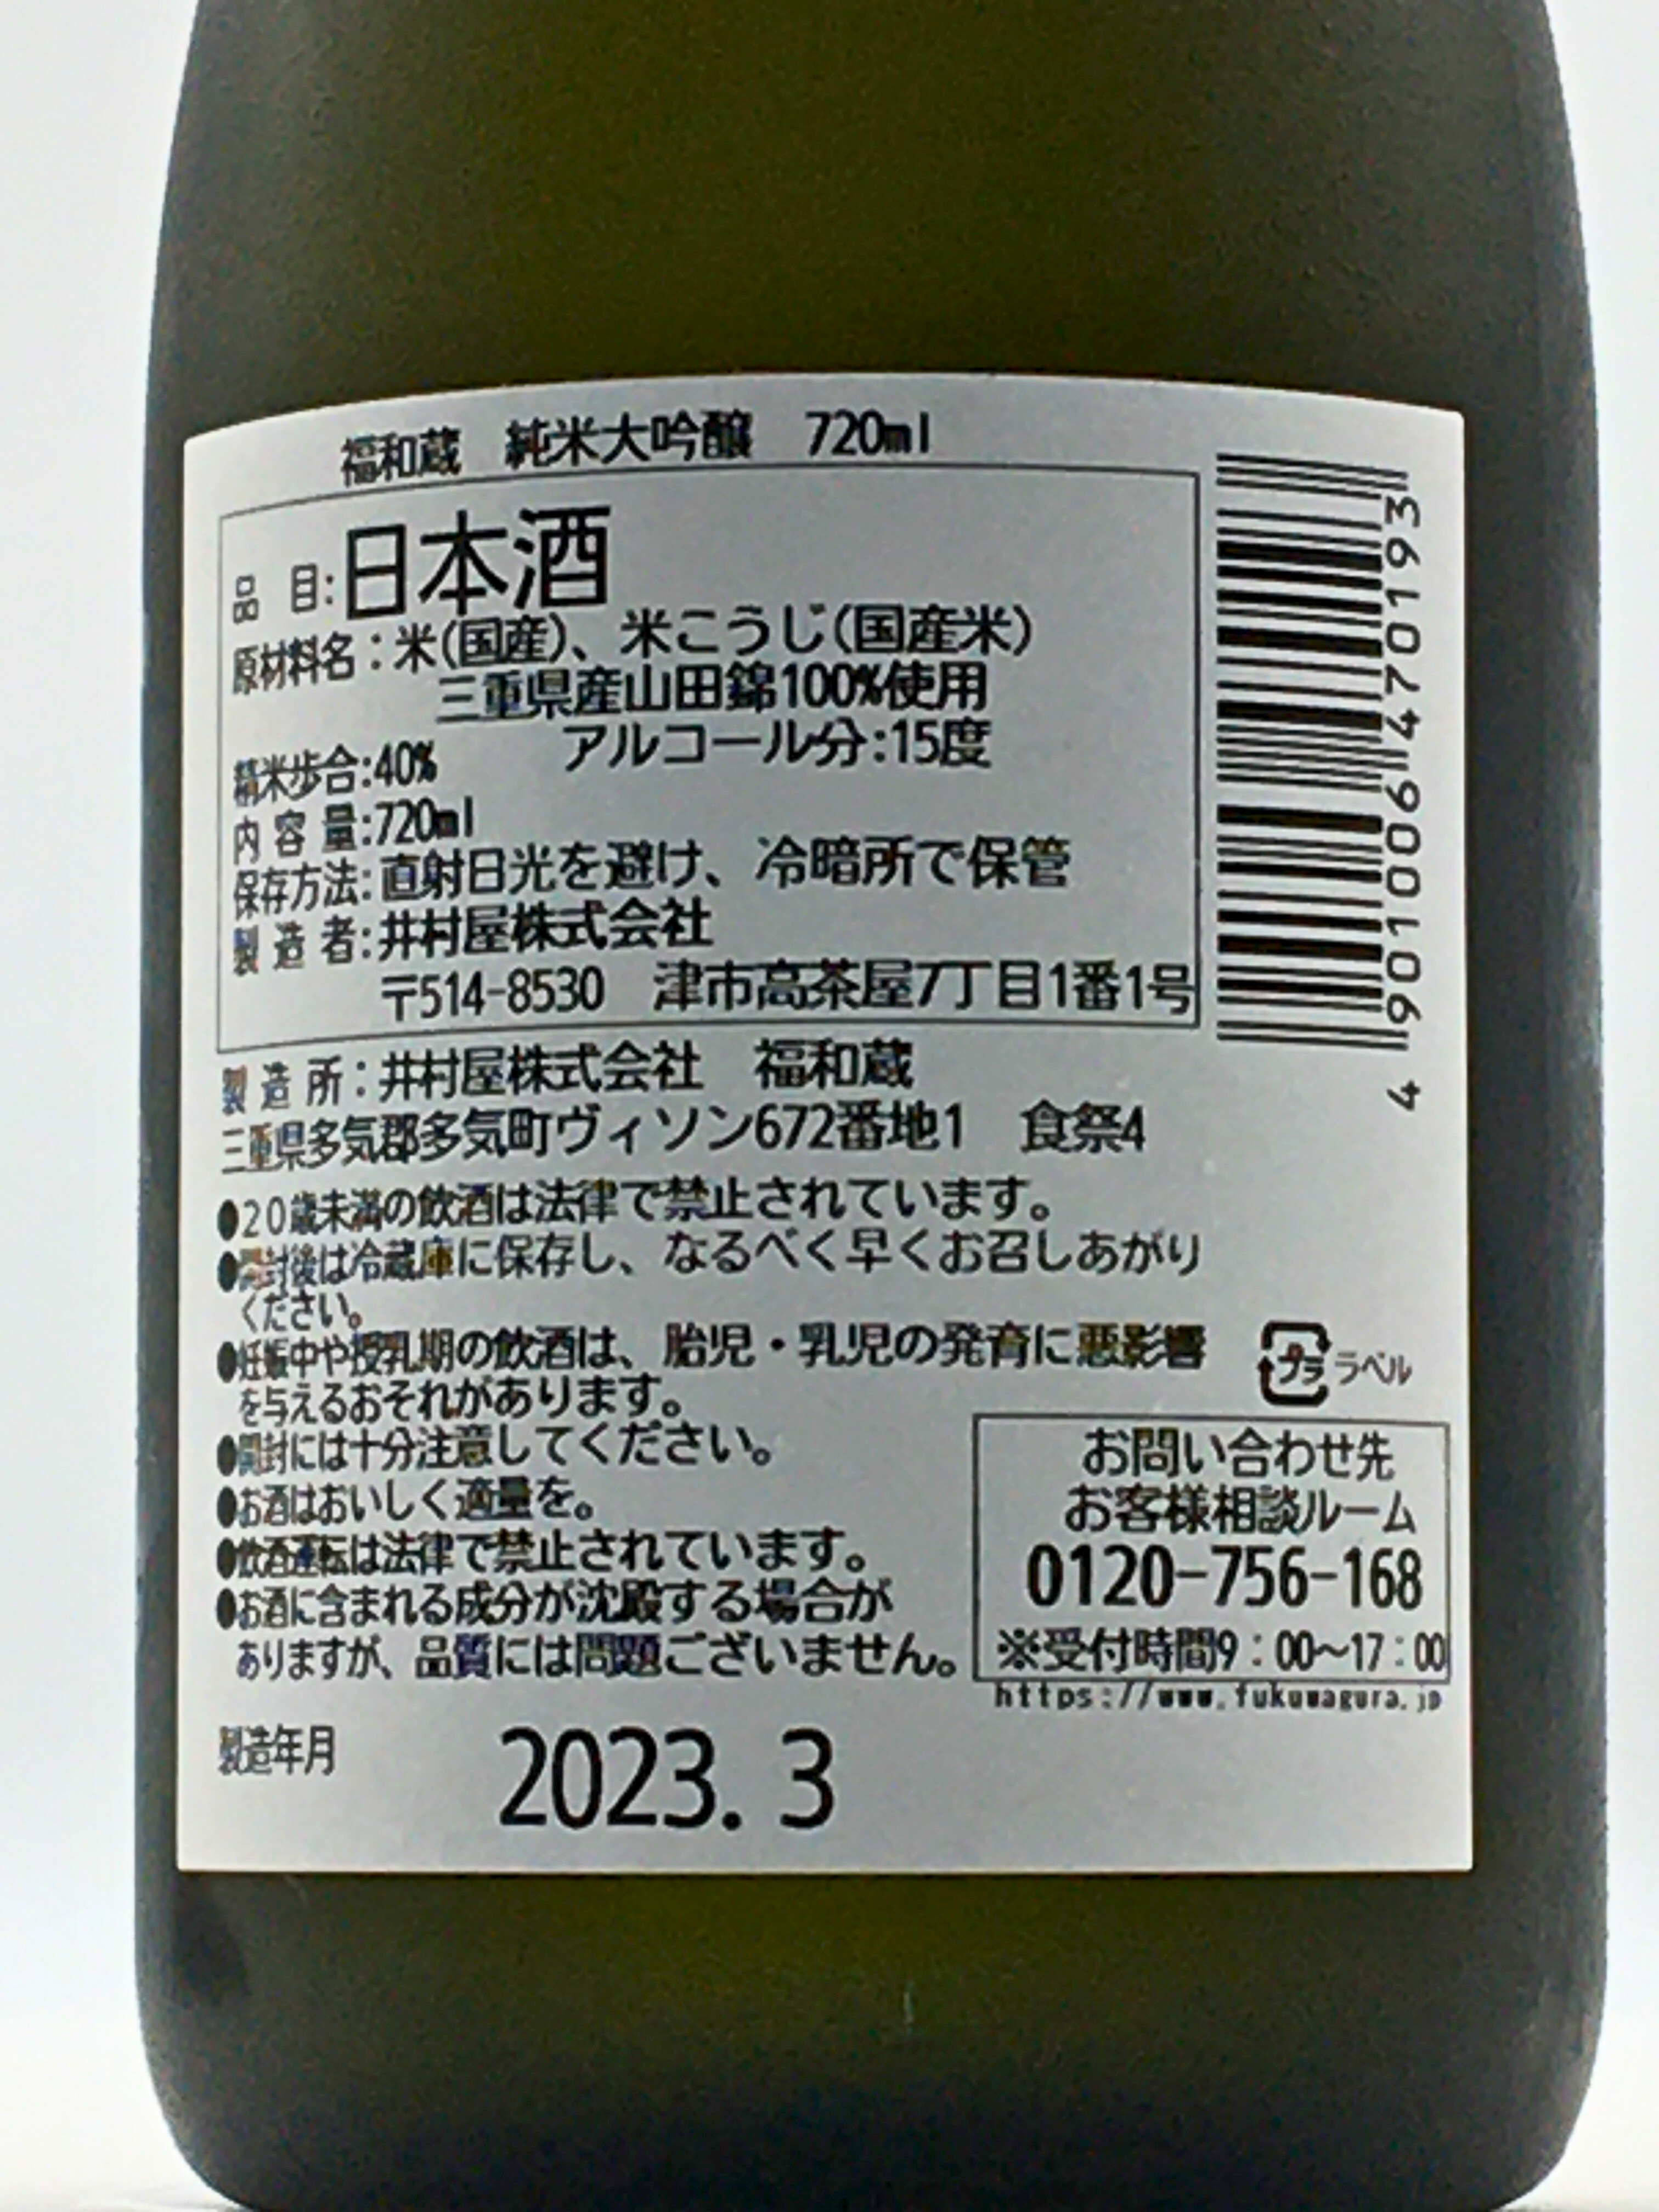 福和蔵　純米大吟醸　720ml
品　目:日本酒
原材料名：米(国産)、米こうじ(国産米)
三重県産山田錦100%使用
精米歩合:40%　アルコール分:15度
内容量:720ml
保存方法:直射日光を避け、冷暗所で保管
製造者:井村屋株式会社
〒514-8530　津市高茶屋7丁目1番1号
製造所：井村屋株式会社　福和蔵
三重県多気郡多気町ヴィソン672番地1　食祭4
●20歳未満の飲酒は法律で禁止されています。
●開封後は冷蔵庫に保存し、なるべく早くお召しあがり
ください。
●妊娠中や授乳期の飲酒は、胎児・乳児の発育に悪影響
を与えるおそれがあります。
●開封には十分注意してください。
●お酒はおいしく適量を。
●飲酒運転は法律で禁止されています。
●お酒に含まれる成分が沈殿する場合が
ありますが、品質には問題ございません。
製造年月　2023. 3
4 901006 470193
プラ ラベル
お問い合わせ先
お客様相談ルーム
0120-756-168
※受付時間9：00～17：00
https://www.fukuwagura.jp